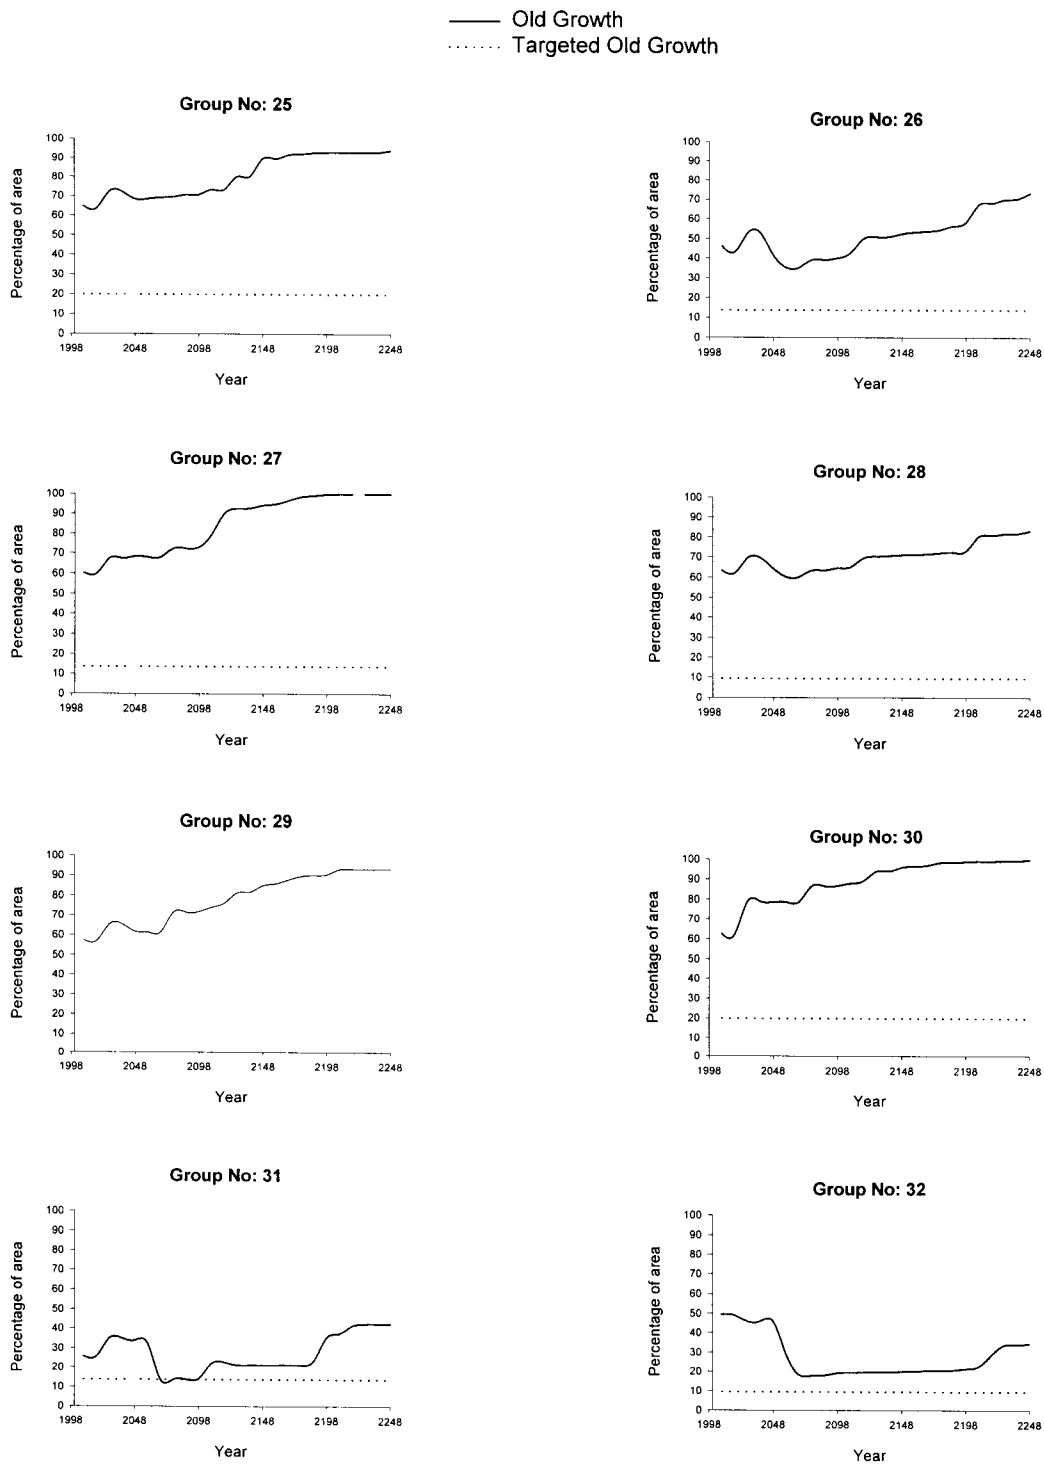 Old Growth
Targeted Old Growth
Group No: 25
Percentage of area
100
90
80
70
60
50
40
30
20
10
0
1998 2048 2098 2148 2198 2248
Year
Group No: 26
Percentage of area
100
90
80
70
60
50
40
30
20
10
0
1998 2048 2098 2148 2198 2248
Year
Group No: 27
Percentage of area
100
90
80
70
60
50
40
30
20
10
0
1998 2048 2098 2148 2198 2248
Year
Group No: 28
Percentage of area
100
90
80
70
60
50
40
30
20
10
0
1998 2048 2098 2148 2198 2248
Year
Group No: 29
Percentage of area
100
90
80
70
60
50
40
30
20
10
0
1998 2048 2098 2148 2198 2248
Year
Group No: 30
Percentage of area
100
90
80
70
60
50
40
30
20
10
0
1998 2048 2098 2148 2198 2248
Year
Group No: 31
Percentage of area
100
90
80
70
60
50
40
30
20
10
0
1998 2048 2098 2148 2198 2248
Year
Group No: 32
Percentage of area
100
90
80
70
60
50
40
30
20
10
0
1998 2048 2098 2148 2198 2248
Year